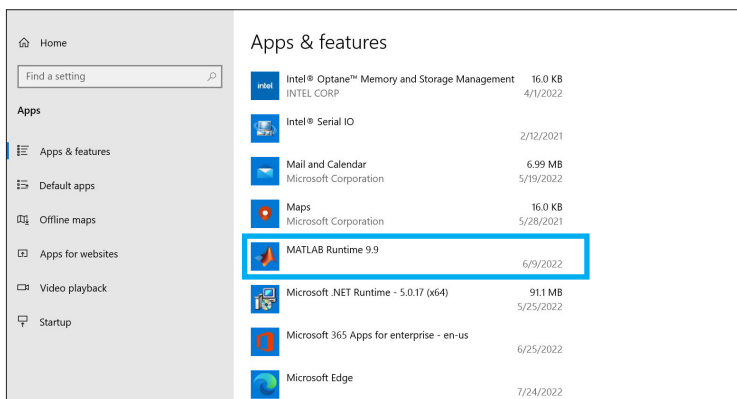 Home
Find a setting
Apps
Apps & features
Default apps
Offline maps
Apps for websites
Video playback
Startup
Apps & features
intel
Intel® Optane™ Memory and Storage Management 16.0 KB
INTEL CORP 4/1/2022
Intel® Serial IO
2/12/2021
Mail and Calendar 6.99 MB
Microsoft Corporation 5/19/2022
Maps 16.0 KB
Microsoft Corporation 5/28/2021
MATLAB Runtime 9.9
6/9/2022
Microsoft .NET Runtime - 5.0.17 (x64) 91.1 MB
5/25/2022
Microsoft 365 Apps for enterprise - en-us
6/25/2022
Microsoft Edge
7/24/2022